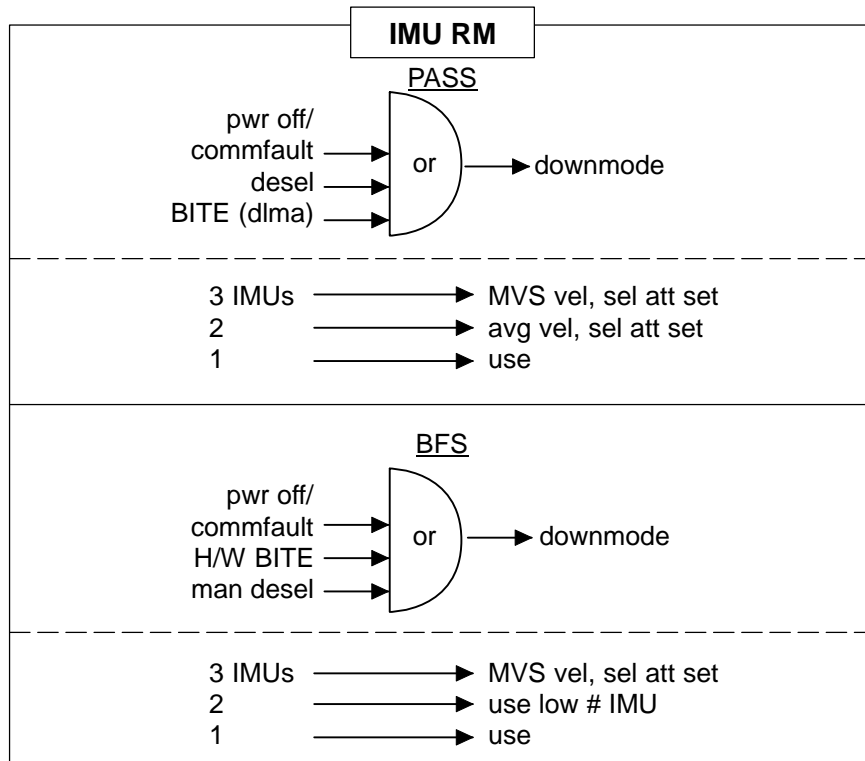 IMU RM
PASS
pwr off/
commfault
desel
BITE (dlma)
or
downmode
3 IMUs MVS vel, sel att set
2 avg vel, sel att set
1 use
BFS
pwr off/
commfault
H/W BITE
man desel
or
downmode
3 IMUs MVS vel, sel att set
2 use low # IMU
1 use